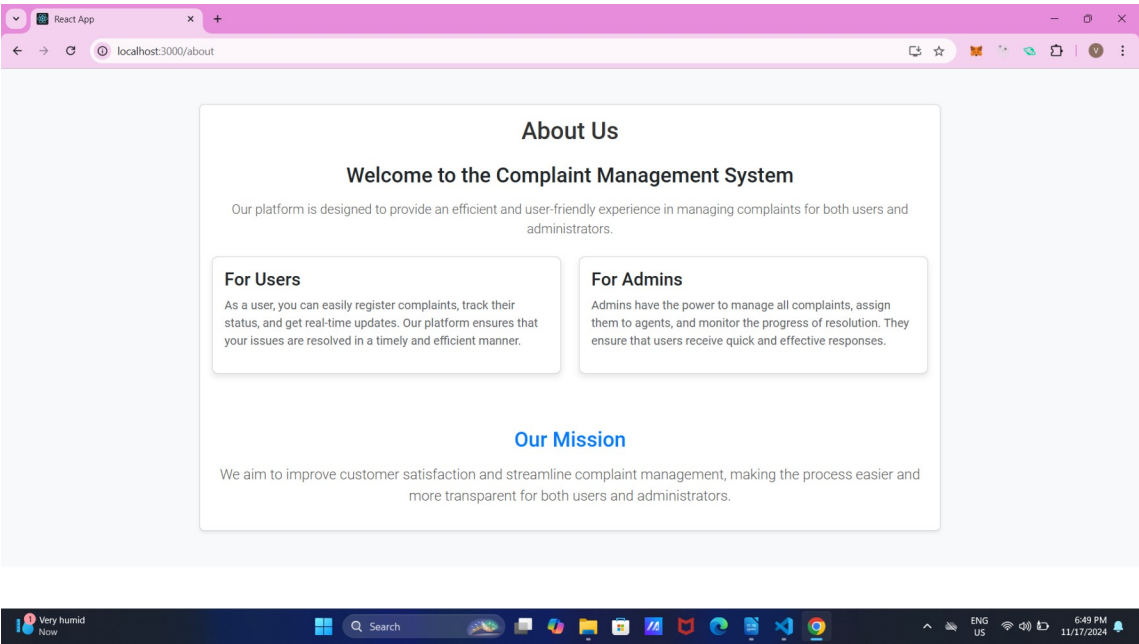 React App
localhost:3000/about
V
About Us
Welcome to the Complaint Management System
Our platform is designed to provide an efficient and user-friendly experience in managing complaints for both users and
administrators.
For Users
As a user, you can easily register complaints, track their
status, and get real-time updates. Our platform ensures that
your issues are resolved in a timely and efficient manner.
For Admins
Admins have the power to manage all complaints, assign
them to agents, and monitor the progress of resolution. They
ensure that users receive quick and effective responses.
Our Mission
We aim to improve customer satisfaction and streamline complaint management, making the process easier and
more transparent for both users and administrators.
1
Very humid
Now
Search
ENG
US
6:49 PM
11/17/2024